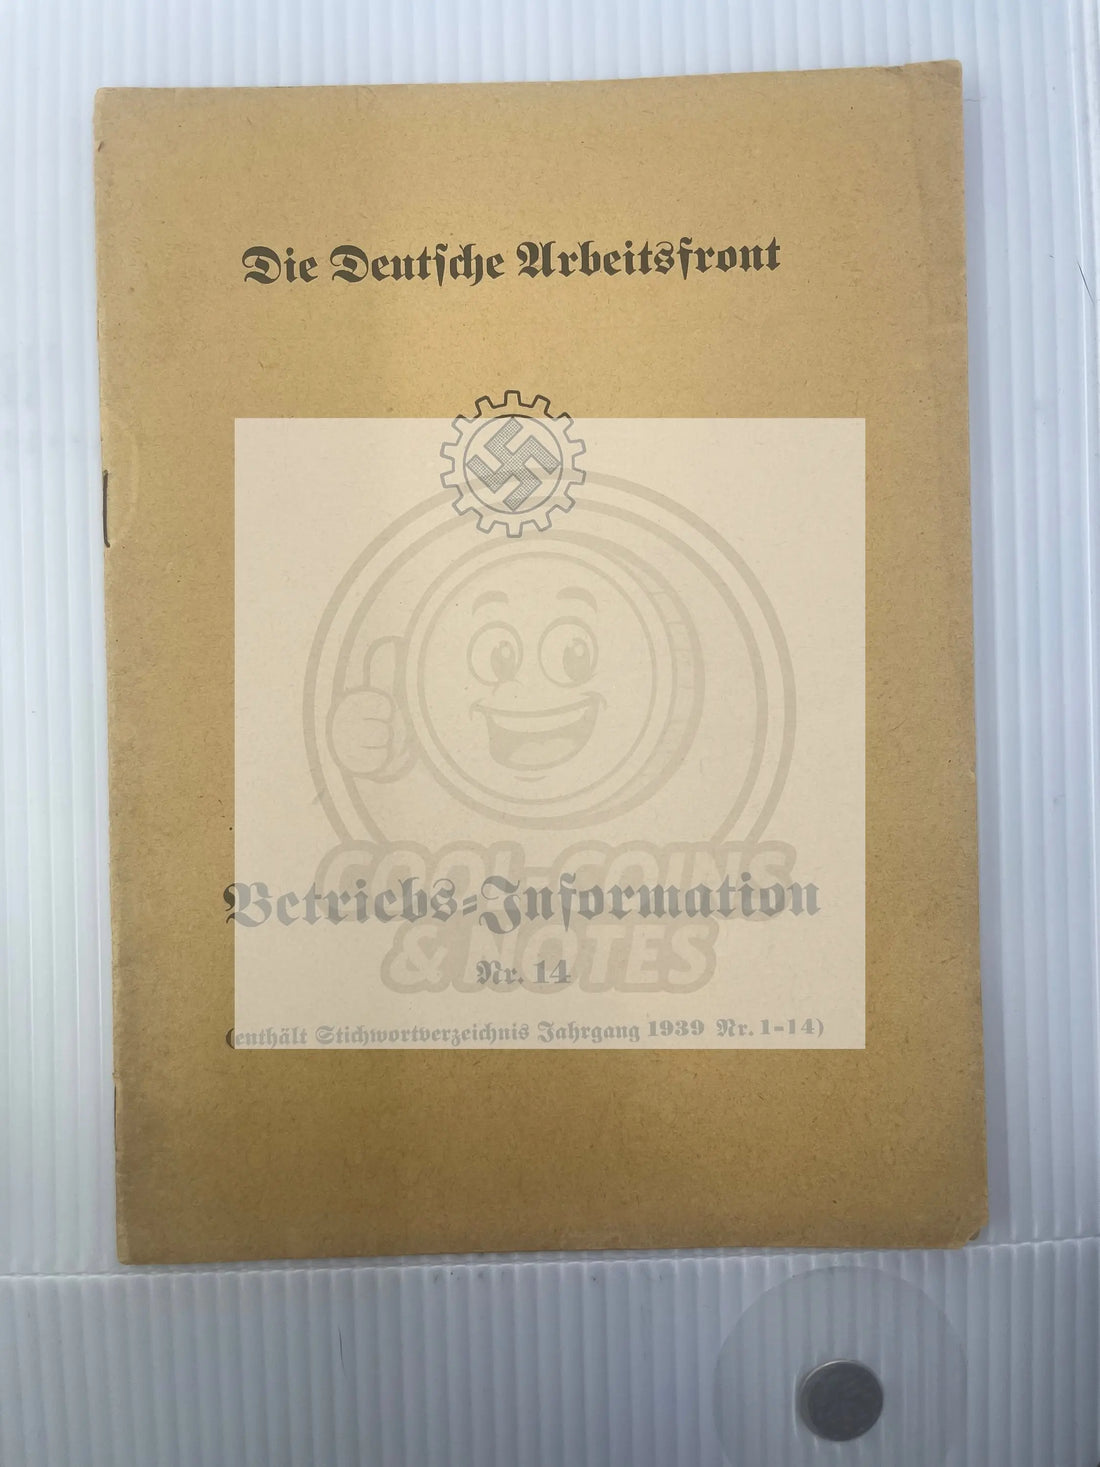 Die Deutsche Arbeitsfront
Betriebs-Information
COOL-COINS
& NOTES
Nr. 14
(enthält Stichwortverzeichnis Jahrgang 1939 Nr. 1-14)